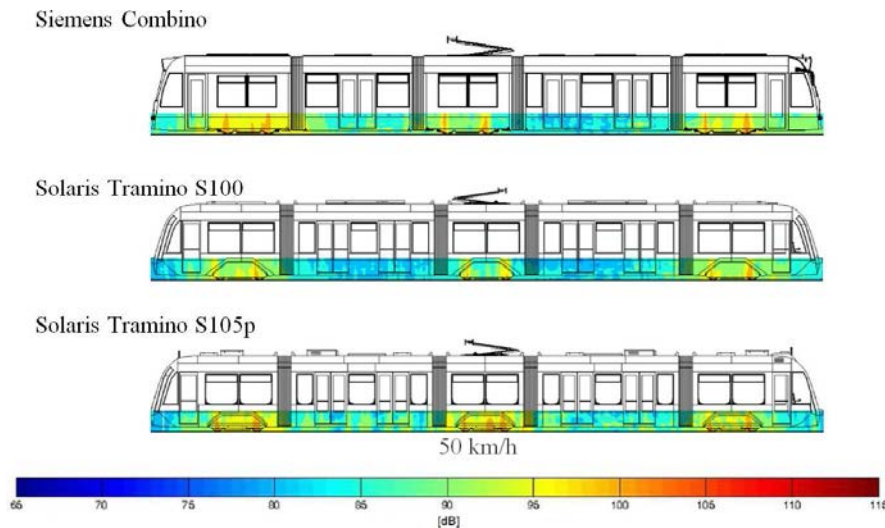 Siemens Combino
Solaris Tramino S100
Solaris Tramino S105p
50 km/h
65 70 75 80 85 90 95 100 105 110 115
[dB]